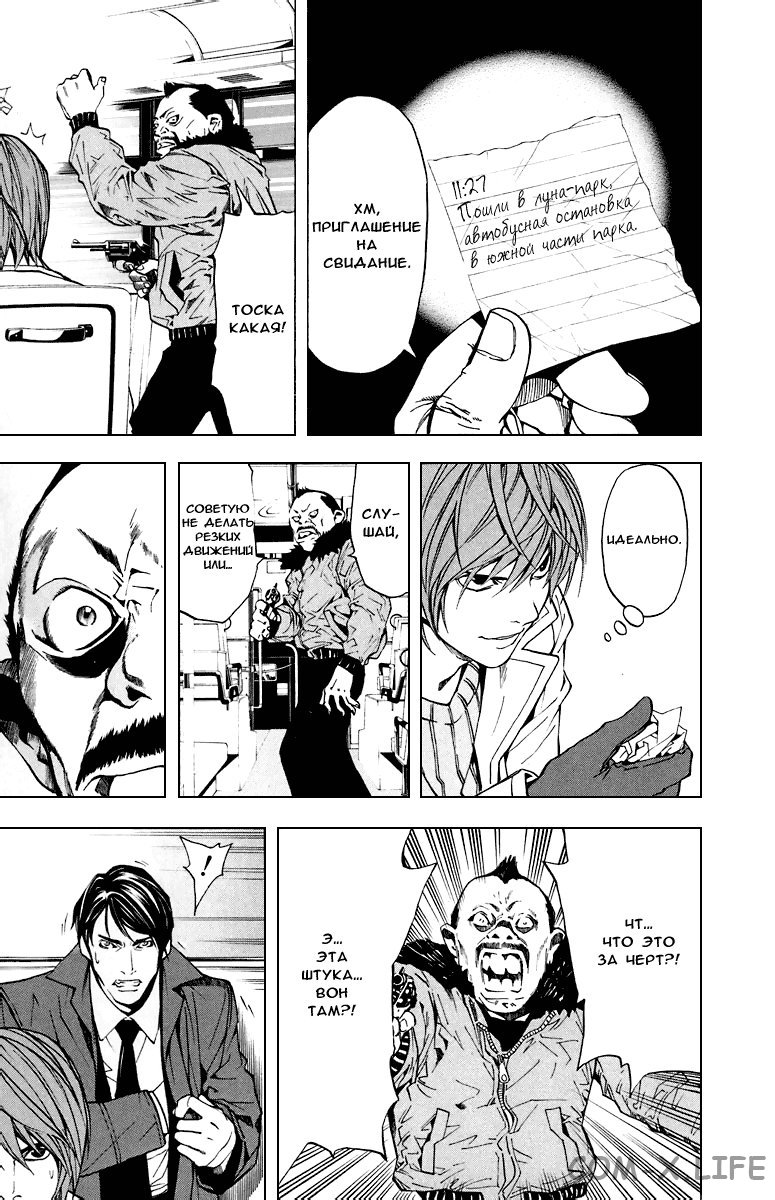 11:27
Пошли в луна-парк,
автобусная остановка
в южной части парка.
ХМ,
ПРИГЛАШЕНИЕ
НА
СВИДАНИЕ.
ТОСКА
КАКАЯ!
ИДЕАЛЬНО.
СЛУ-
ШАЙ,
СОВЕТУЮ
НЕ ДЕЛАТЬ
РЕЗКИХ
ДВИЖЕНИЙ
ИЛИ...
ЧТ...
ЧТО ЭТО
ЗА ЧЕРТ?!
Э...
ЭТА
ШТУКА...
ВОН
ТАМ?!
!
SOM-X LIFE